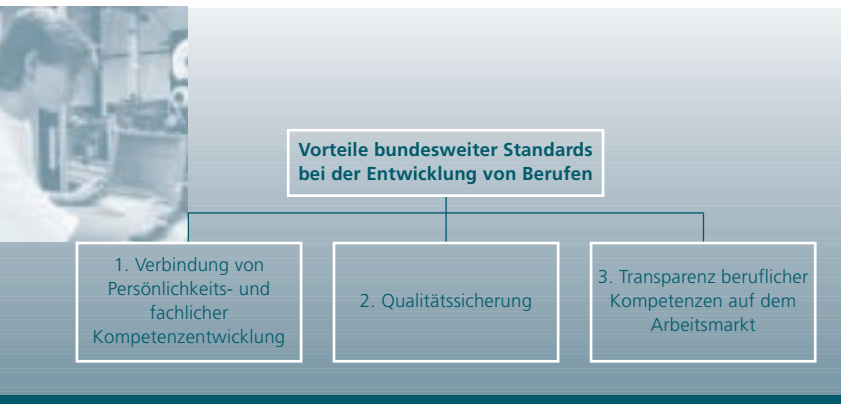 Vorteile bundesweiter Standards
bei der Entwicklung von Berufen
1. Verbindung von
Persönlichkeits- und
fachlicher
Kompetenzentwicklung
2. Qualitätssicherung
3. Transparenz beruflicher
Kompetenzen auf dem
Arbeitsmarkt